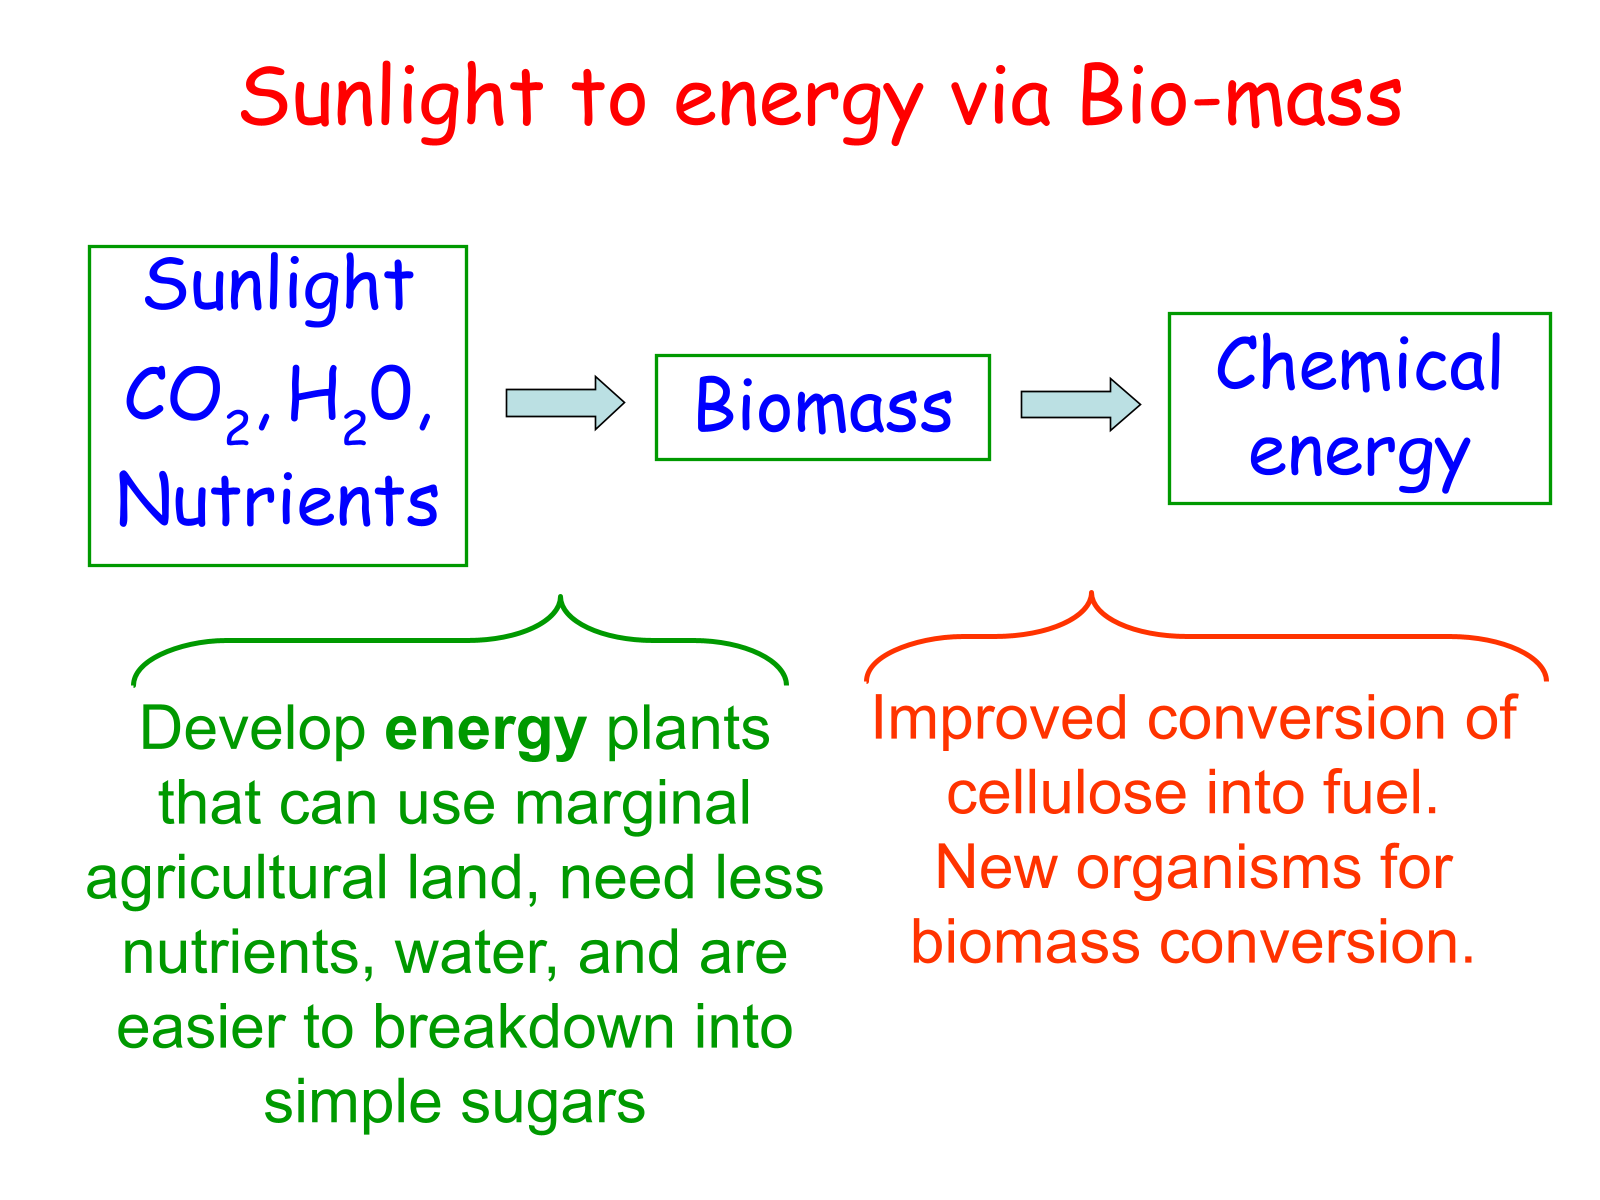 Sunlight to energy via Bio-mass
Sunlight
CO2, H20,
Nutrients
Biomass
Chemical
energy
Develop energy plants
that can use marginal
agricultural land, need less
nutrients, water, and are
easier to breakdown into
simple sugars
Improved conversion of
cellulose into fuel.
New organisms for
biomass conversion.